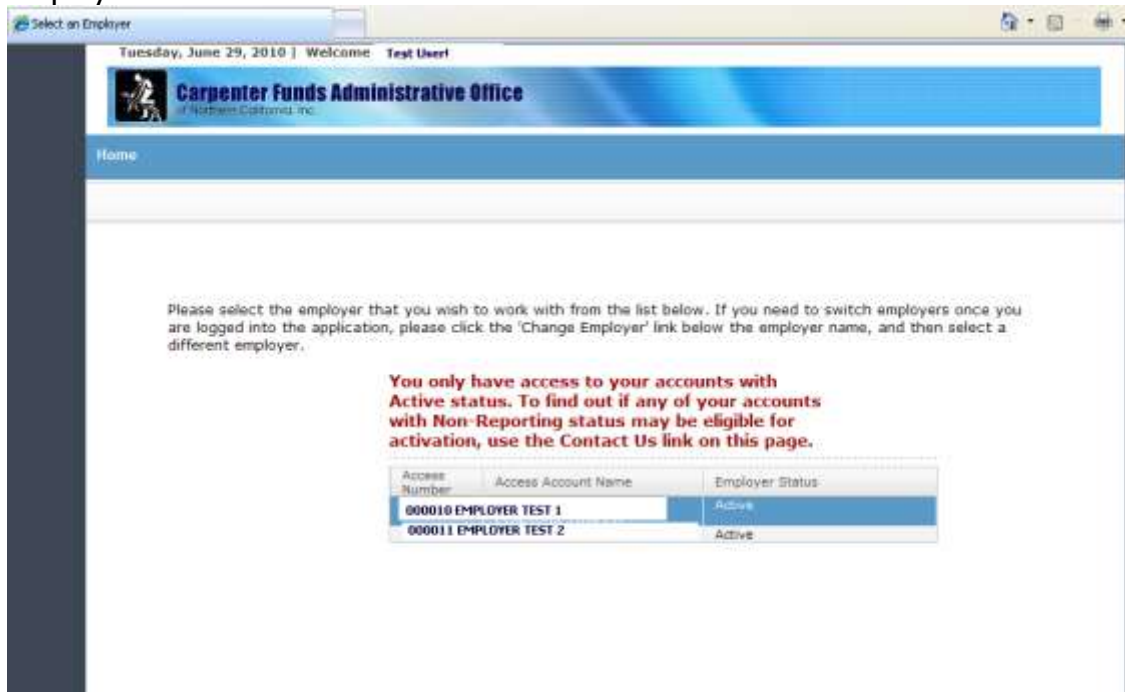 Select an Employer
Tuesday, June 29, 2010 | Welcome Test User!
Carpenter Funds Administrative Office
of Northern California, Inc.
Home
Please select the employer that you wish to work with from the list below. If you need to switch employers once you
are logged into the application, please click the 'Change Employer' link below the employer name, and then select a
different employer.
You only have access to your accounts with
Active status. To find out if any of your accounts
with Non-Reporting status may be eligible for
activation, use the Contact Us link on this page.
Access Number Access Account Name Employer Status
000010 EMPLOYER TEST 1 Active
000011 EMPLOYER TEST 2 Active